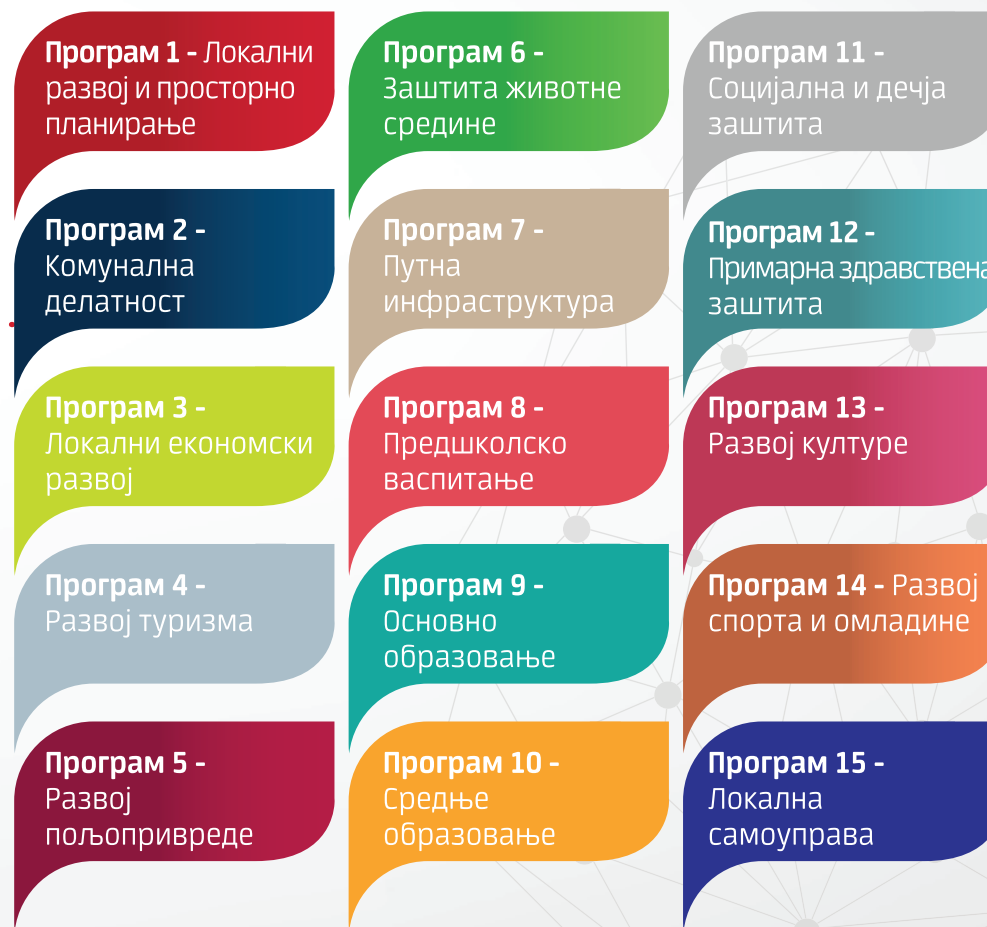 Програм 1 - Локални
развој и просторно
планирање
Програм 2 -
Комунална
делатност
Програм 3 -
Локални економски
развој
Програм 4 -
Развој туризма
Програм 5 -
Развој
пољопривреде
Програм 6 -
Заштита животне
средине
Програм 7 -
Путна
инфраструктура
Програм 8 -
Предшколско
васпитање
Програм 9 -
Основно
образовање
Програм 10 -
Средње
образовање
Програм 11 -
Социјална и дечја
заштита
Програм 12 -
Примарна здравствена
заштита
Програм 13 -
Развој културе
Програм 14 - Развој
спорта и омладине
Програм 15 -
Локална
самоуправа